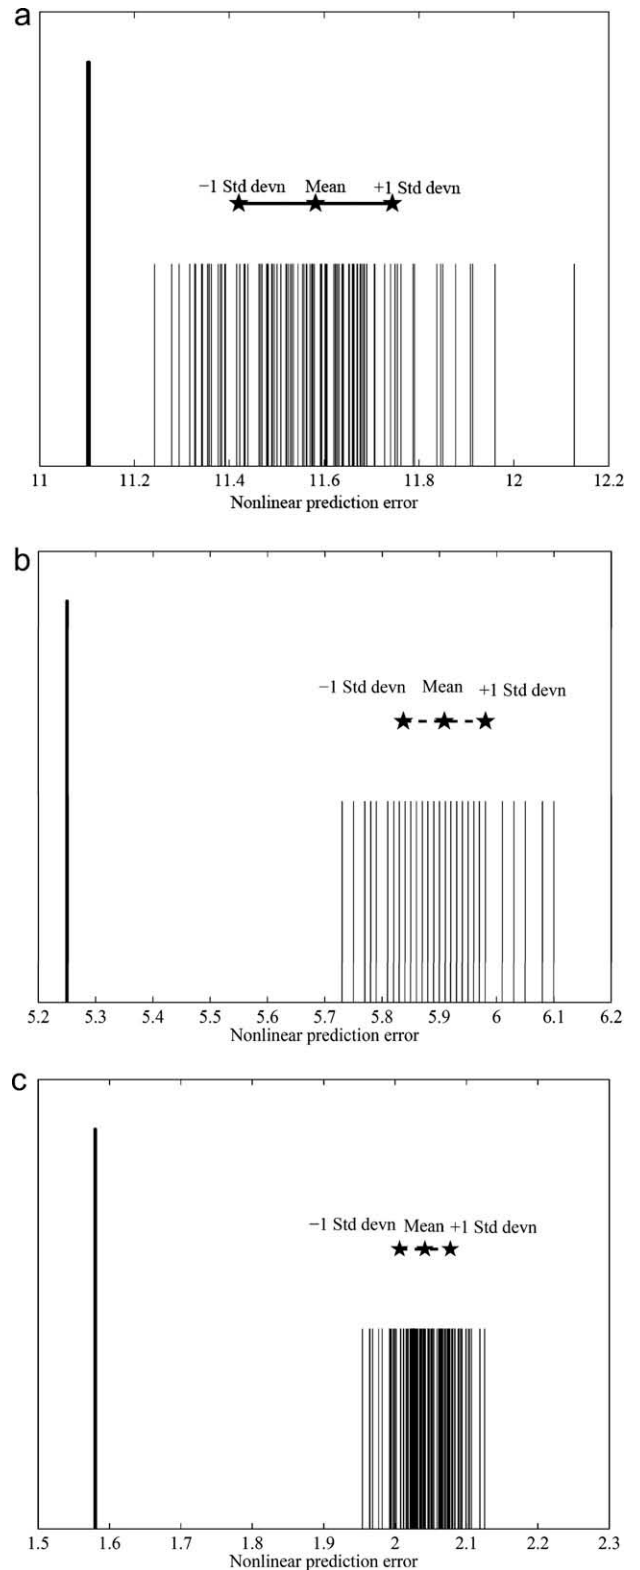 a
−1 Std devn Mean +1 Std devn
11 11.2 11.4 11.6 11.8 12 12.2
Nonlinear prediction error
b
−1 Std devn Mean +1 Std devn
5.2 5.3 5.4 5.5 5.6 5.7 5.8 5.9 6 6.1 6.2
Nonlinear prediction error
c
−1 Std devn Mean +1 Std devn
1.5 1.6 1.7 1.8 1.9 2 2.1 2.2 2.3
Nonlinear prediction error